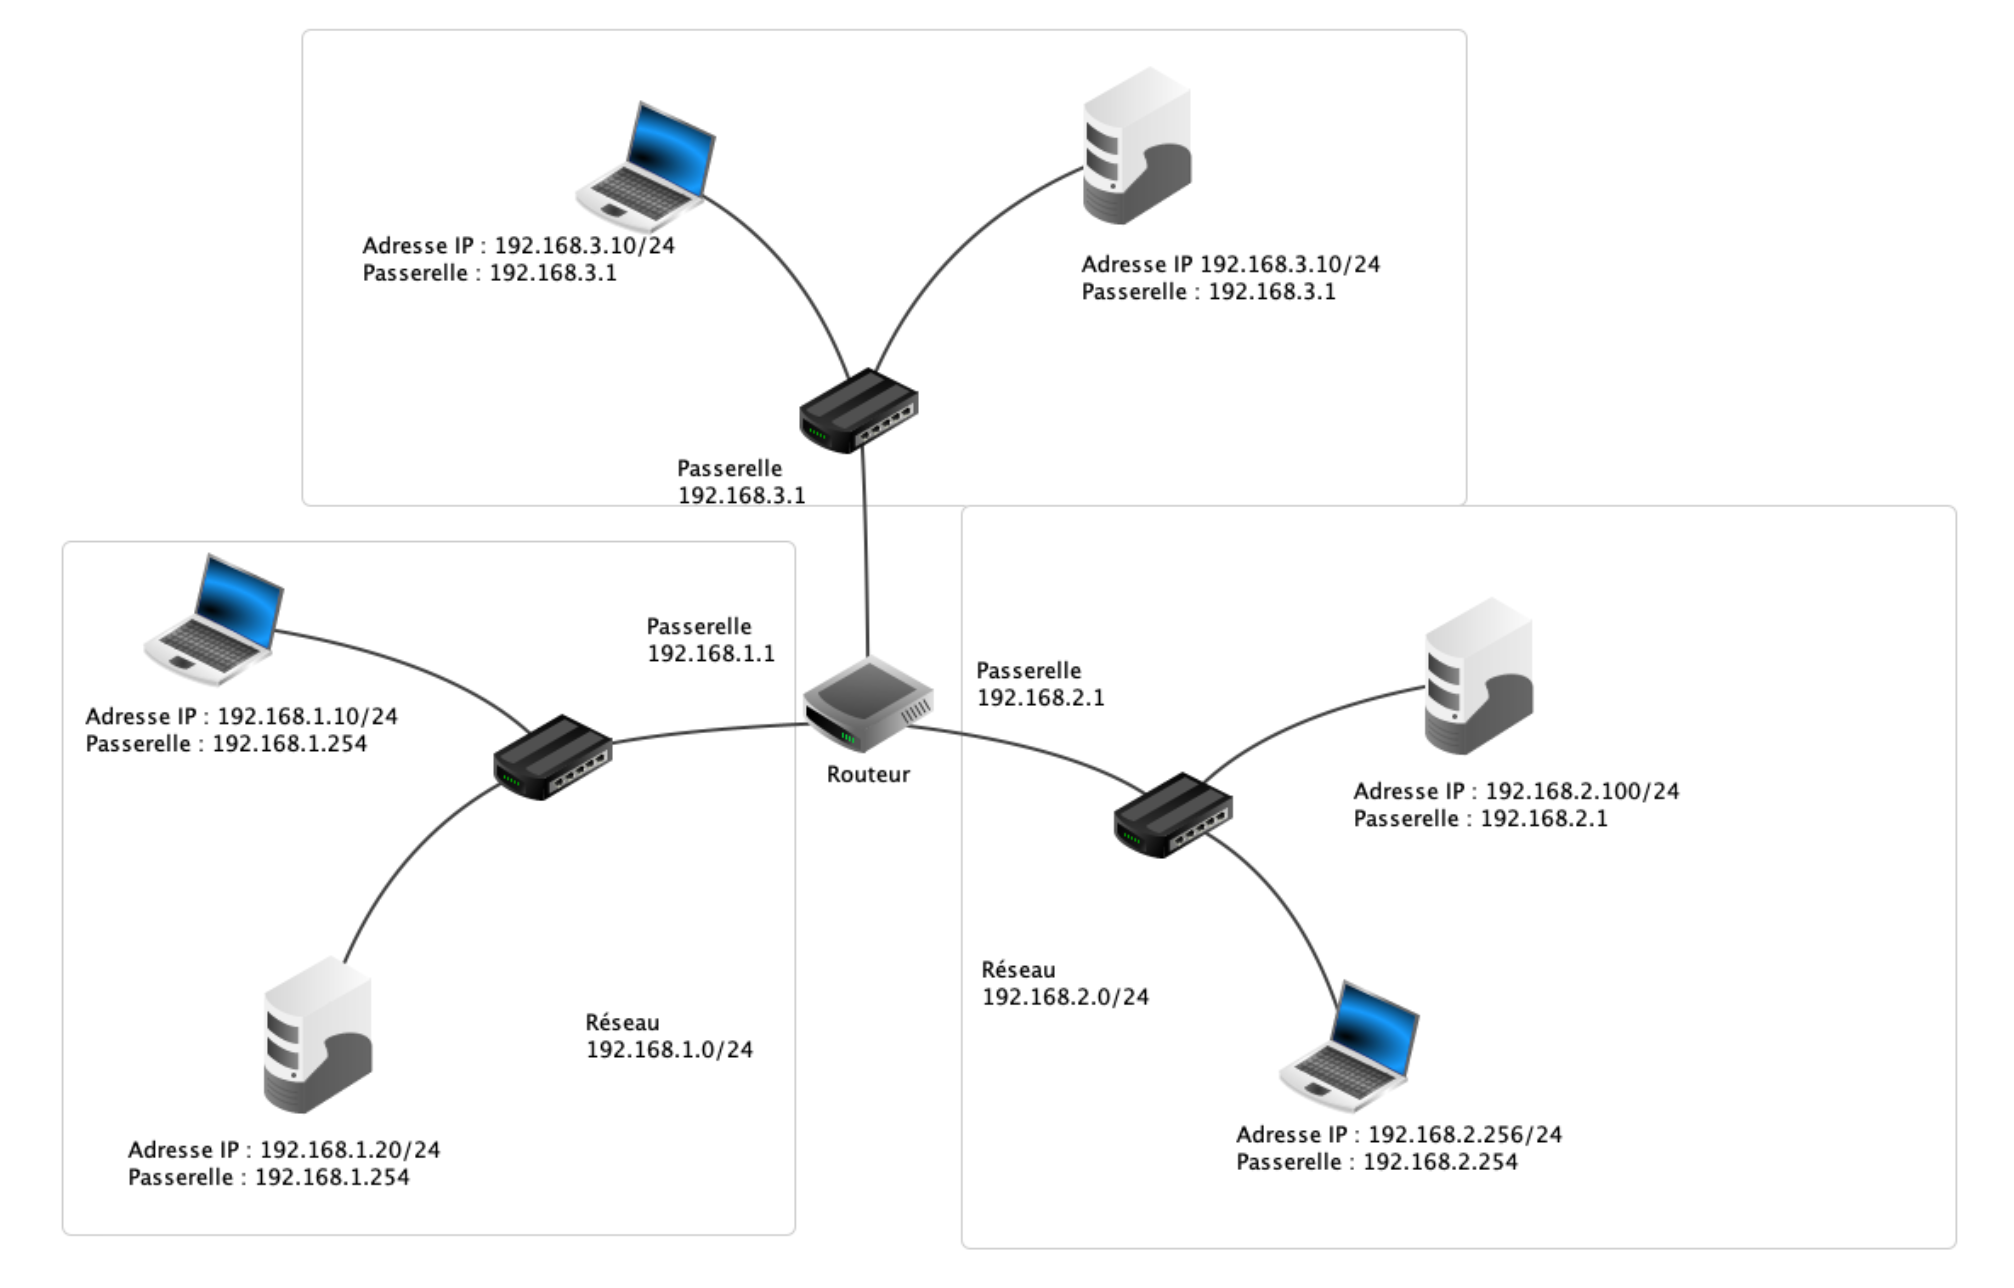 Adresse IP : 192.168.3.10/24
Passerelle : 192.168.3.1
Adresse IP 192.168.3.10/24
Passerelle : 192.168.3.1
Passerelle
192.168.3.1
Passerelle
192.168.1.1
Passerelle
192.168.2.1
Adresse IP : 192.168.1.10/24
Passerelle : 192.168.1.254
Routeur
Adresse IP : 192.168.2.100/24
Passerelle : 192.168.2.1
Réseau
192.168.2.0/24
Réseau
192.168.1.0/24
Adresse IP : 192.168.1.20/24
Passerelle : 192.168.1.254
Adresse IP : 192.168.2.256/24
Passerelle : 192.168.2.254